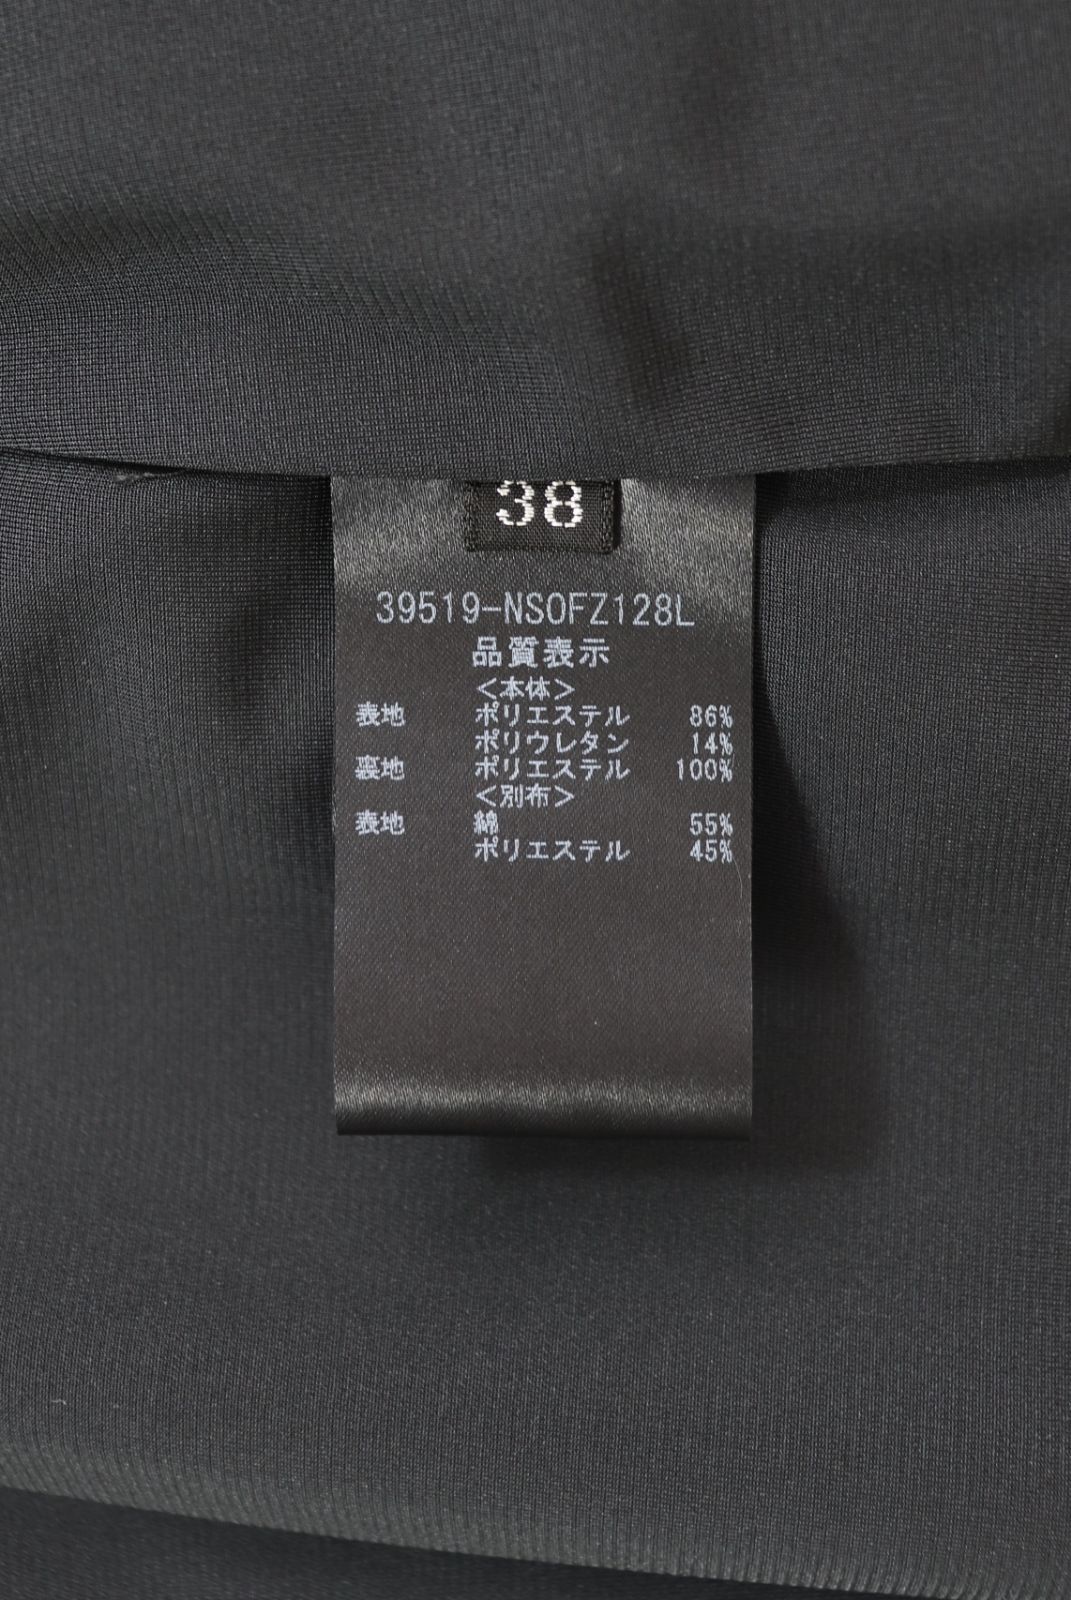 38
39519-NSOFZ128L
品質表示
<本体>
表地 ポリエステル 86%
ポリウレタン 14%
裏地 ポリエステル 100%
<別布>
表地 綿 55%
ポリエステル 45%